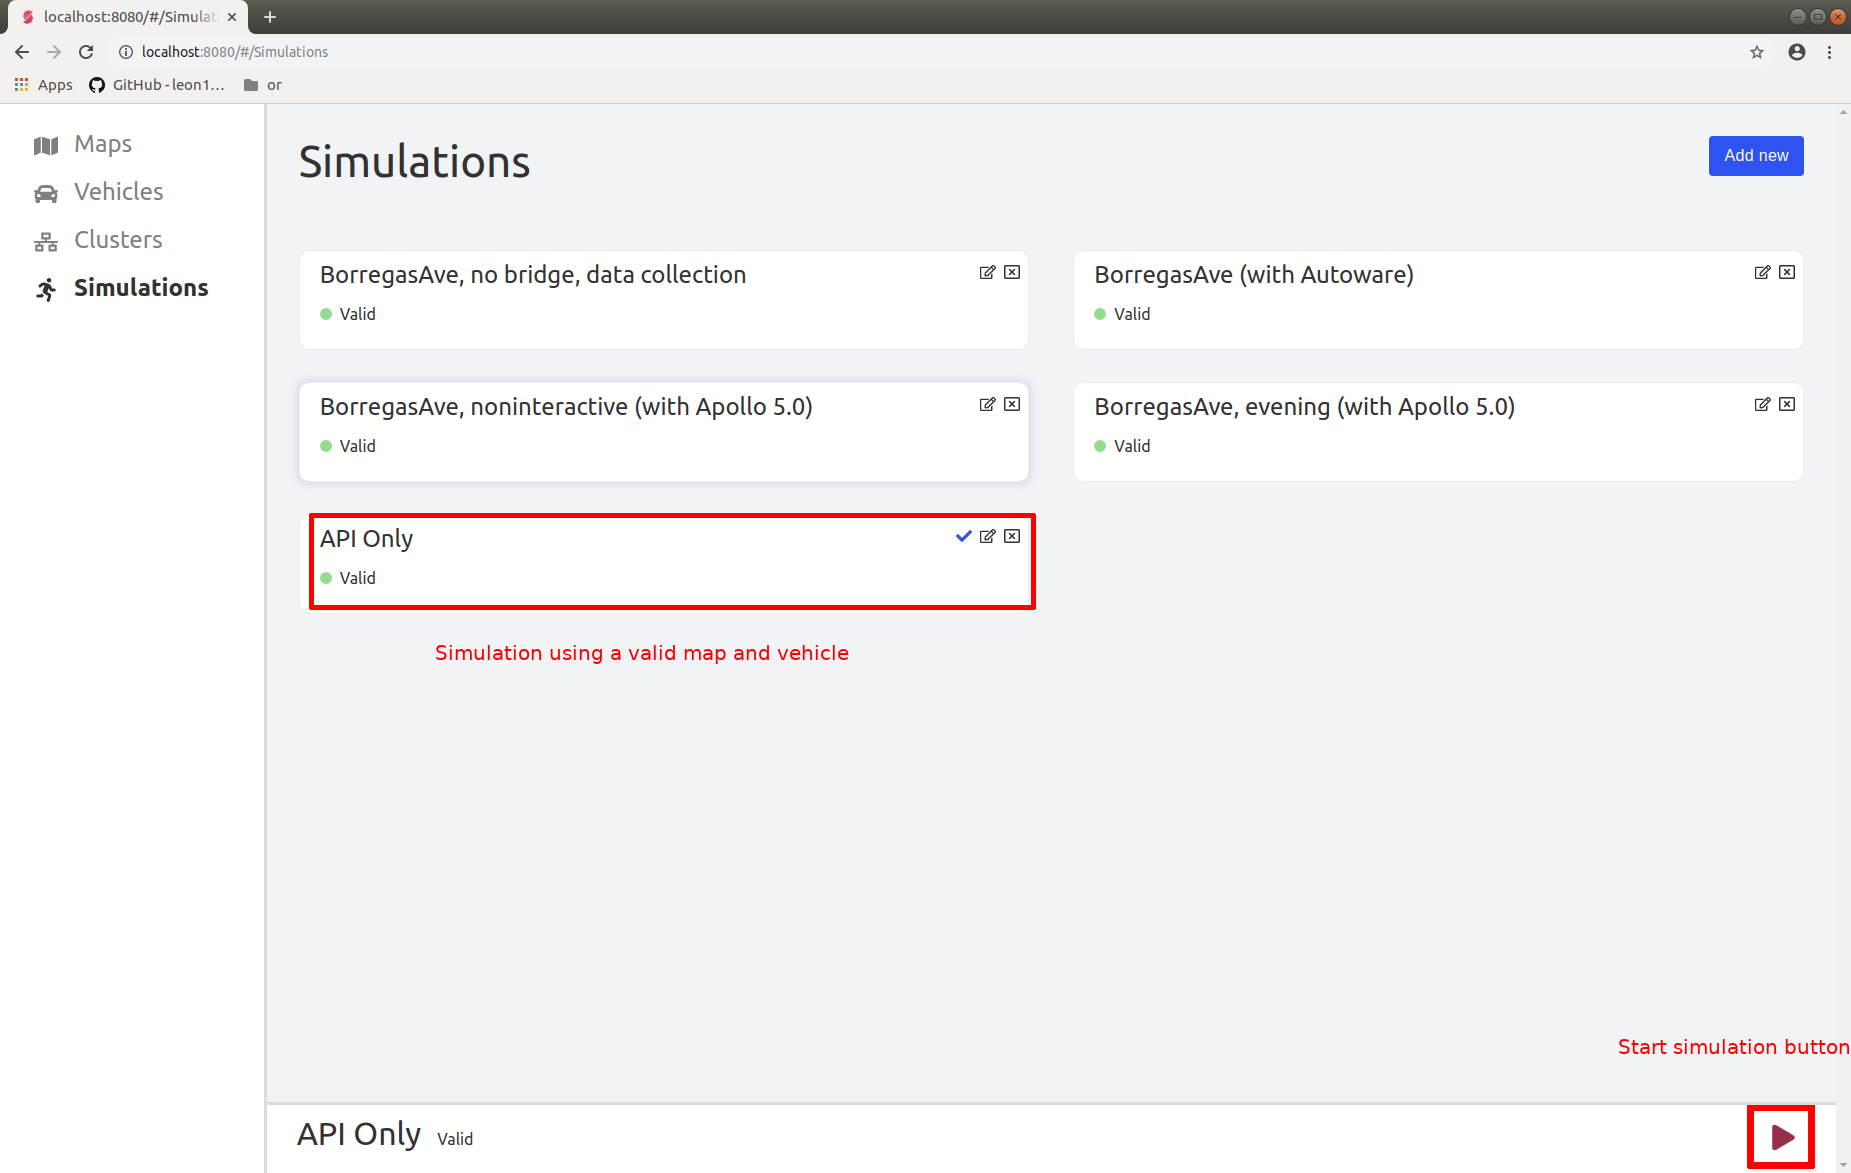 localhost:8080/#/Simulat
localhost:8080/#/Simulations
Apps
GitHub - leon1...
or
Maps
Vehicles
Clusters
Simulations
Simulations
Add new
BorregasAve, no bridge, data collection
Valid
BorregasAve (with Autoware)
Valid
BorregasAve, noninteractive (with Apollo 5.0)
Valid
BorregasAve, evening (with Apollo 5.0)
Valid
API Only
Valid
Simulation using a valid map and vehicle
Start simulation button
API Only Valid